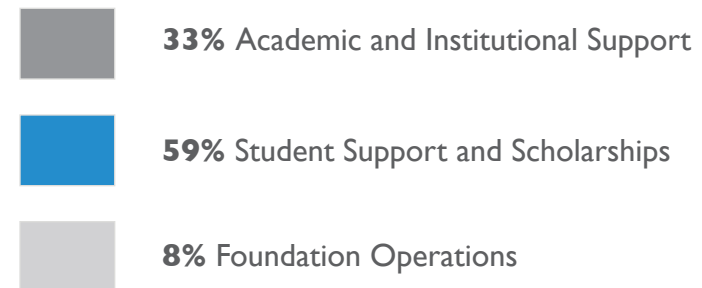 33% Academic and Institutional Support
59% Student Support and Scholarships
8% Foundation Operations